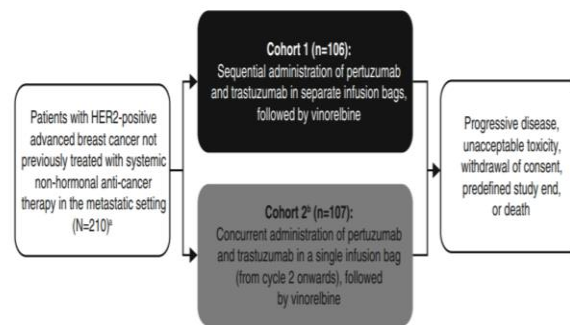 Patients with HER2-positive
advanced breast cancer not
previously treated with systemic
non-hormonal anti-cancer
therapy in the metastatic setting
(N=210)ᵃ
Cohort 1 (n=106):
Sequential administration of pertuzumab
and trastuzumab in separate infusion bags,
followed by vinorelbine
Cohort 2ᵇ (n=107):
Concurrent administration of pertuzumab
and trastuzumab in a single infusion bag
(from cycle 2 onwards), followed
by vinorelbine
Progressive disease,
unacceptable toxicity,
withdrawal of consent,
predefined study end,
or death